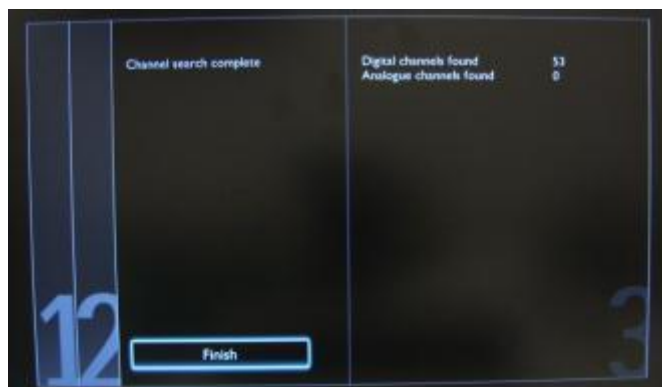 Channel search complete
Digital channels found 53
Analogue channels found 0
12
3
Finish